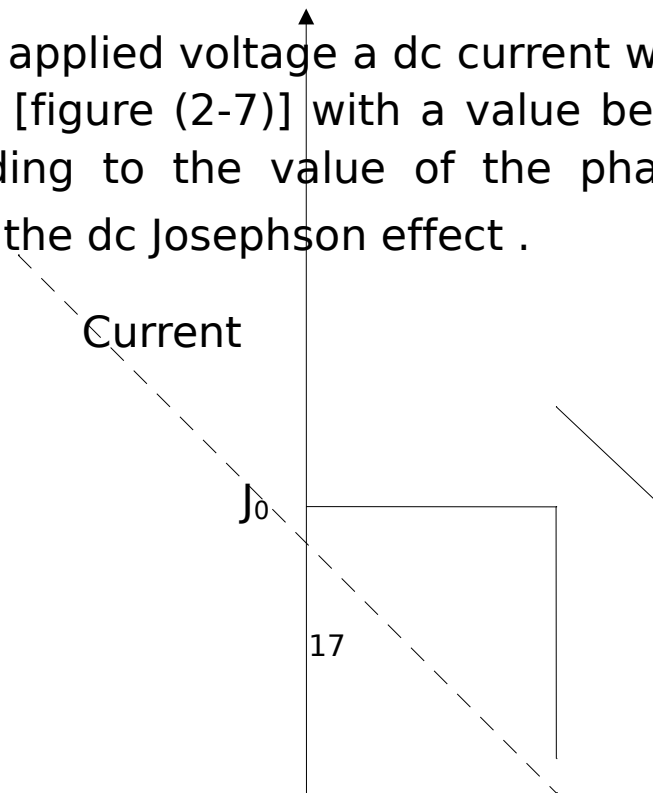 applied voltage a dc current w
[figure (2-7)] with a value be
ding to the value of the pha
the dc Josephson effect .
Current
J₀
17